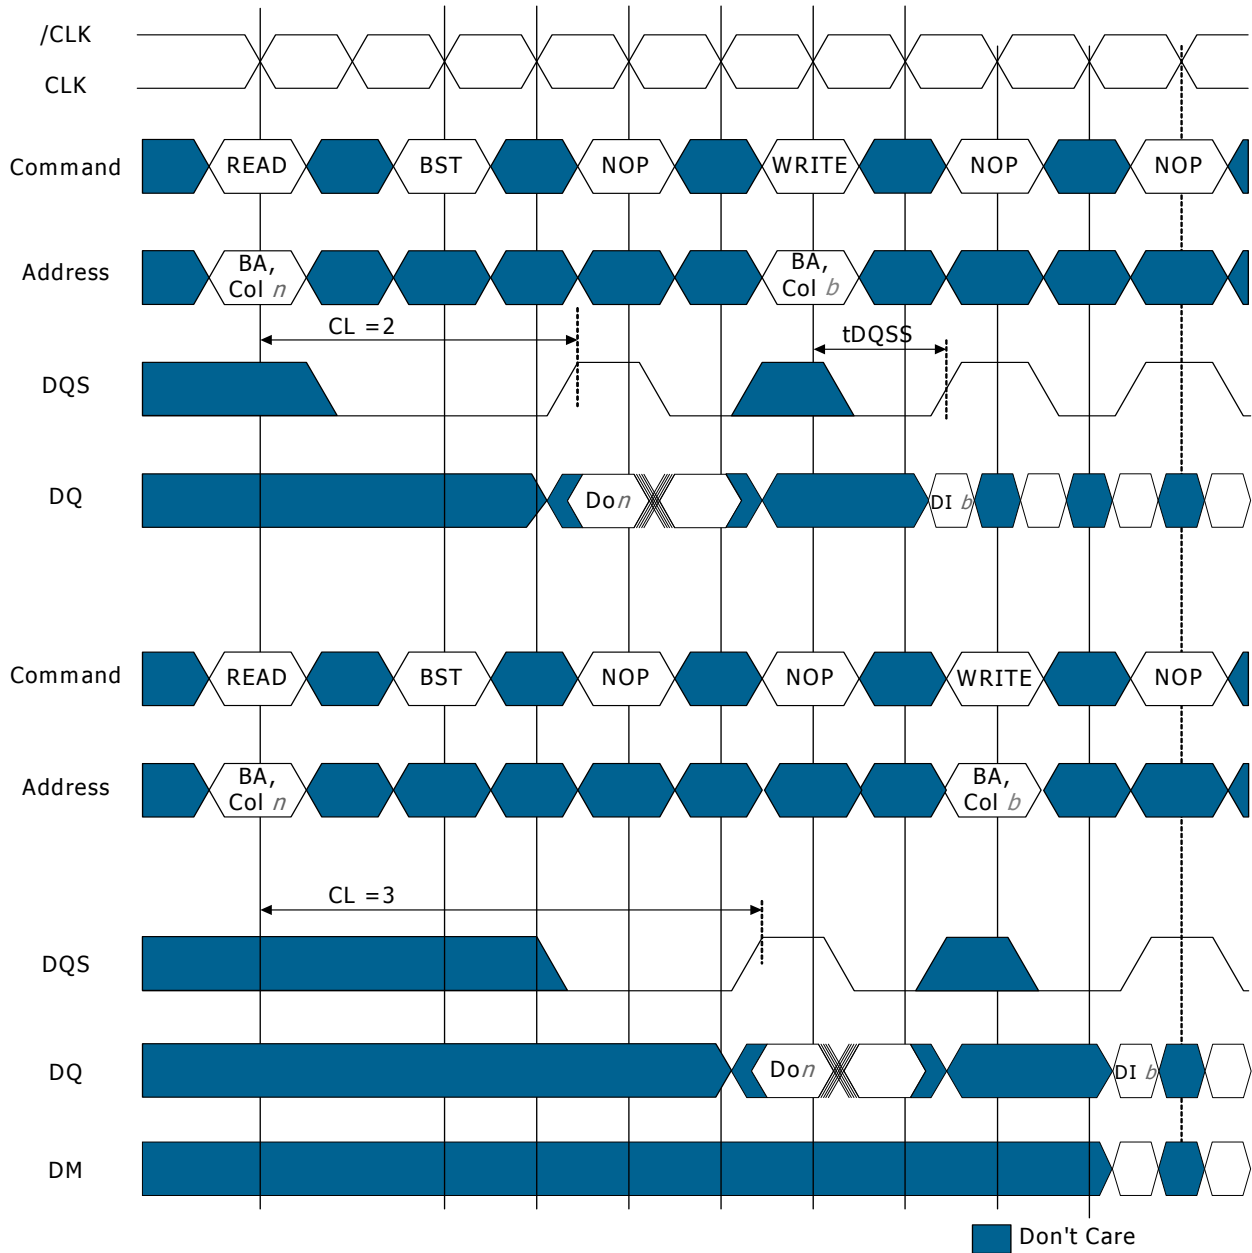 /CLK
CLK
Command READ BST NOP WRITE NOP NOP
Address BA, Col n BA, Col b
CL =2
tDQSS
DQS
DQ Don DI b
Command READ BST NOP NOP WRITE NOP
Address BA, Col n BA, Col b
CL =3
DQS
DQ Don DI b
DM
Don't Care